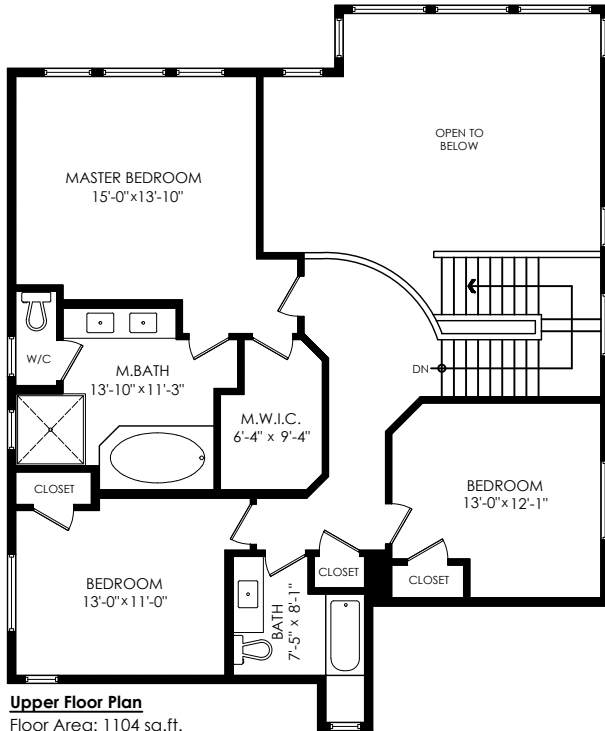 OPEN TO
BELOW
MASTER BEDROOM
15'-0"x13'-10"
W/C
M.BATH
13'-10"x11'-3"
DN
M.W.I.C.
6'-4" x 9'-4"
CLOSET
BEDROOM
13'-0"x12'-1"
BEDROOM
13'-0"x11'-0"
BATH
7'-5" x 8'-1"
CLOSET
CLOSET
Upper Floor Plan
Floor Area: 1104 sq.ft.